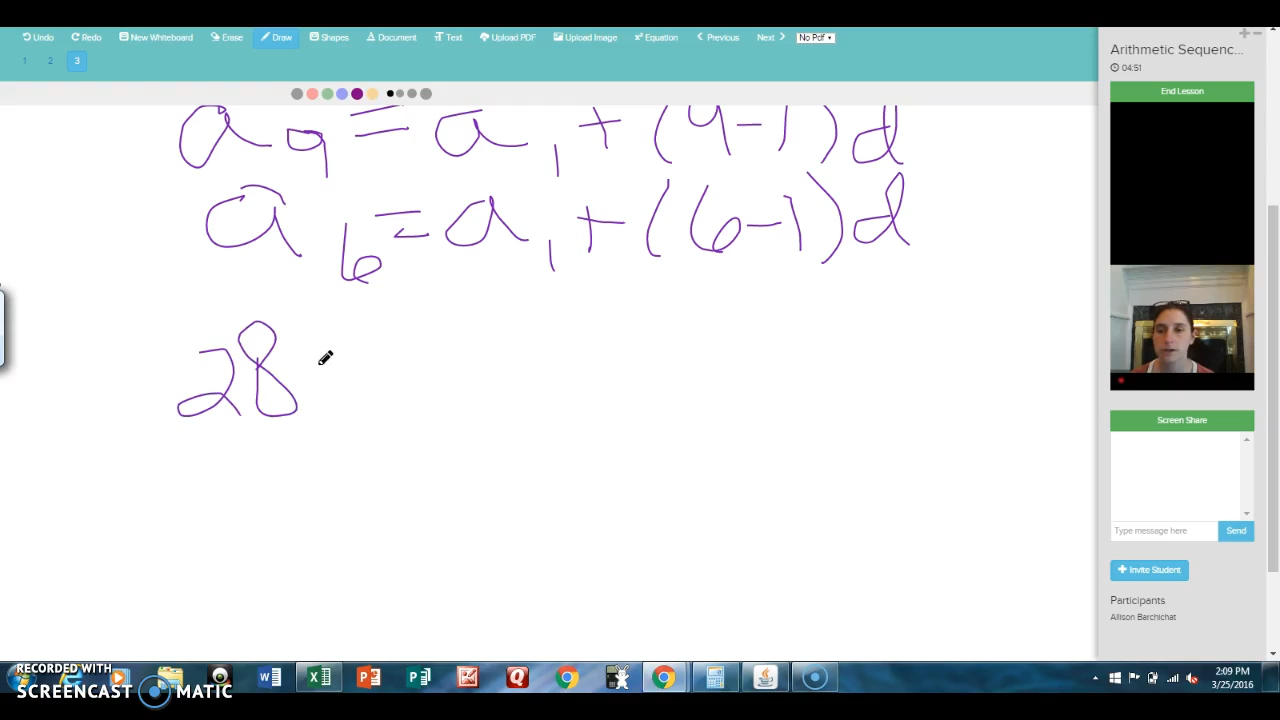 Undo Redo New Whiteboard Erase Draw Shapes Document Text Upload PDF Upload Image x² Equation Previous Next No Pdf
1 2 3
Arithmetic Sequenc...
04:51
End Lesson
a₉ = a₁ + (9-1)d
a₆ = a₁ + (6-1)d
28
Screen Share
Type message here Send
Invite Student
Participants
Allison Barchichat
RECORDED WITH
SCREENCAST MATIC
2:09 PM
3/25/2016